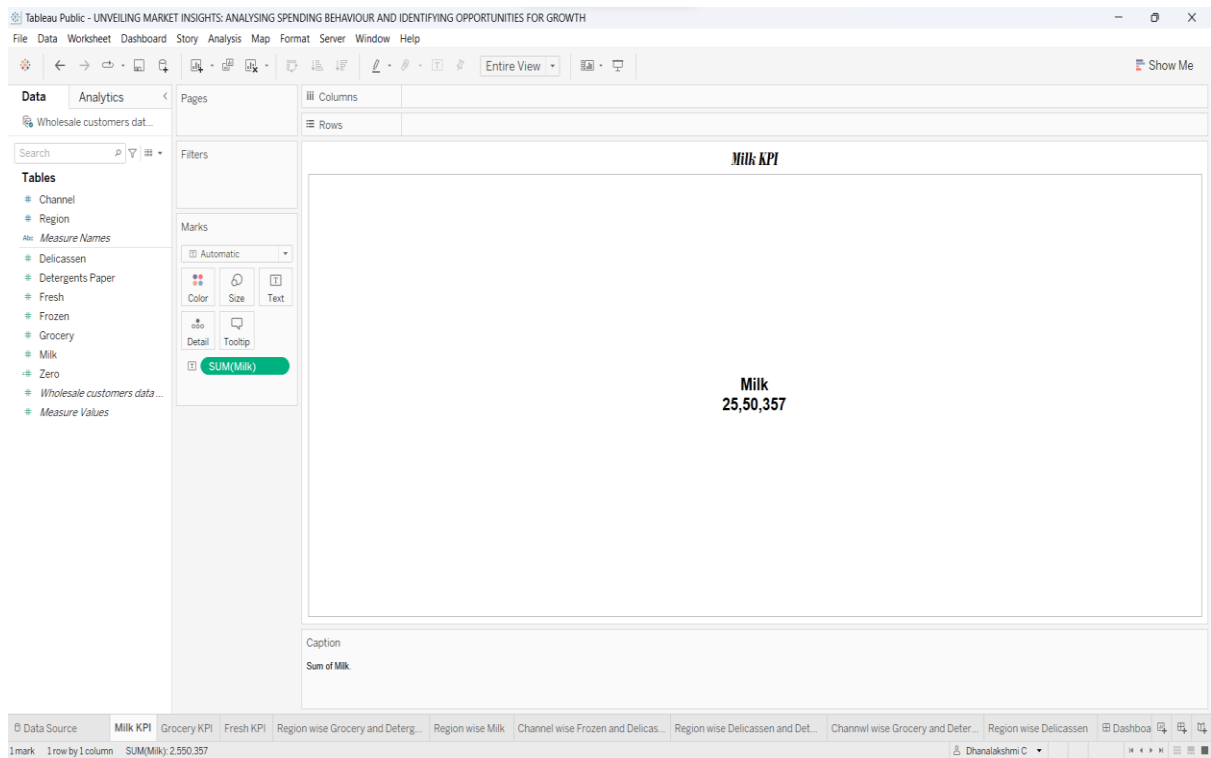 Tableau Public - UNVEILING MARKET INSIGHTS: ANALYSING SPENDING BEHAVIOUR AND IDENTIFYING OPPORTUNITIES FOR GROWTH
File Data Worksheet Dashboard Story Analysis Map Format Server Window Help
Entire View
Show Me
Data Analytics
Wholesale customers dat...
Search
Tables
# Channel
# Region
Abc Measure Names
# Delicassen
# Detergents Paper
# Fresh
# Frozen
# Grocery
# Milk
=# Zero
# Wholesale customers data ...
# Measure Values
Pages
Filters
Marks
Automatic
Color Size Text
Detail Tooltip
SUM(Milk)
Columns
Rows
Milk KPI
Milk
25,50,357
Caption
Sum of Milk.
Data Source Milk KPI Grocery KPI Fresh KPI Region wise Grocery and Deterg... Region wise Milk Channel wise Frozen and Delicas... Region wise Delicassen and Det... Channwl wise Grocery and Deter... Region wise Delicassen Dashboa
1 mark 1 row by 1 column SUM(Milk): 2,550,357 Dhanalakshmi C